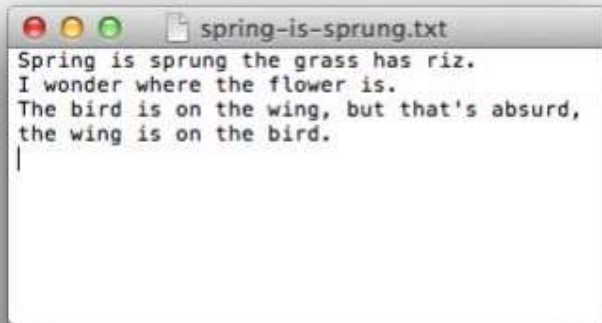 spring-is-sprung.txt
Spring is sprung the grass has riz.
I wonder where the flower is.
The bird is on the wing, but that's absurd,
the wing is on the bird.